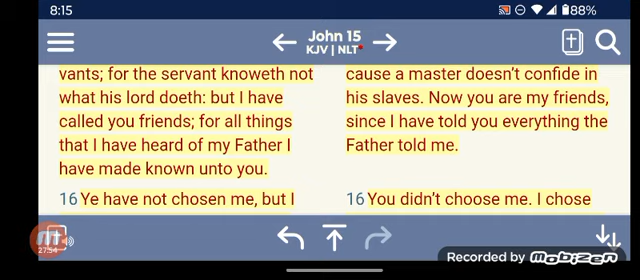 8:15
88%
John 15
KJV | NLT
vants; for the servant knoweth not
what his lord doeth: but I have
called you friends; for all things
that I have heard of my Father I
have made known unto you.
16 Ye have not chosen me, but I
cause a master doesn't confide in
his slaves. Now you are my friends,
since I have told you everything the
Father told me.
16 You didn't choose me. I chose
27:54
Recorded by MOBIZEN